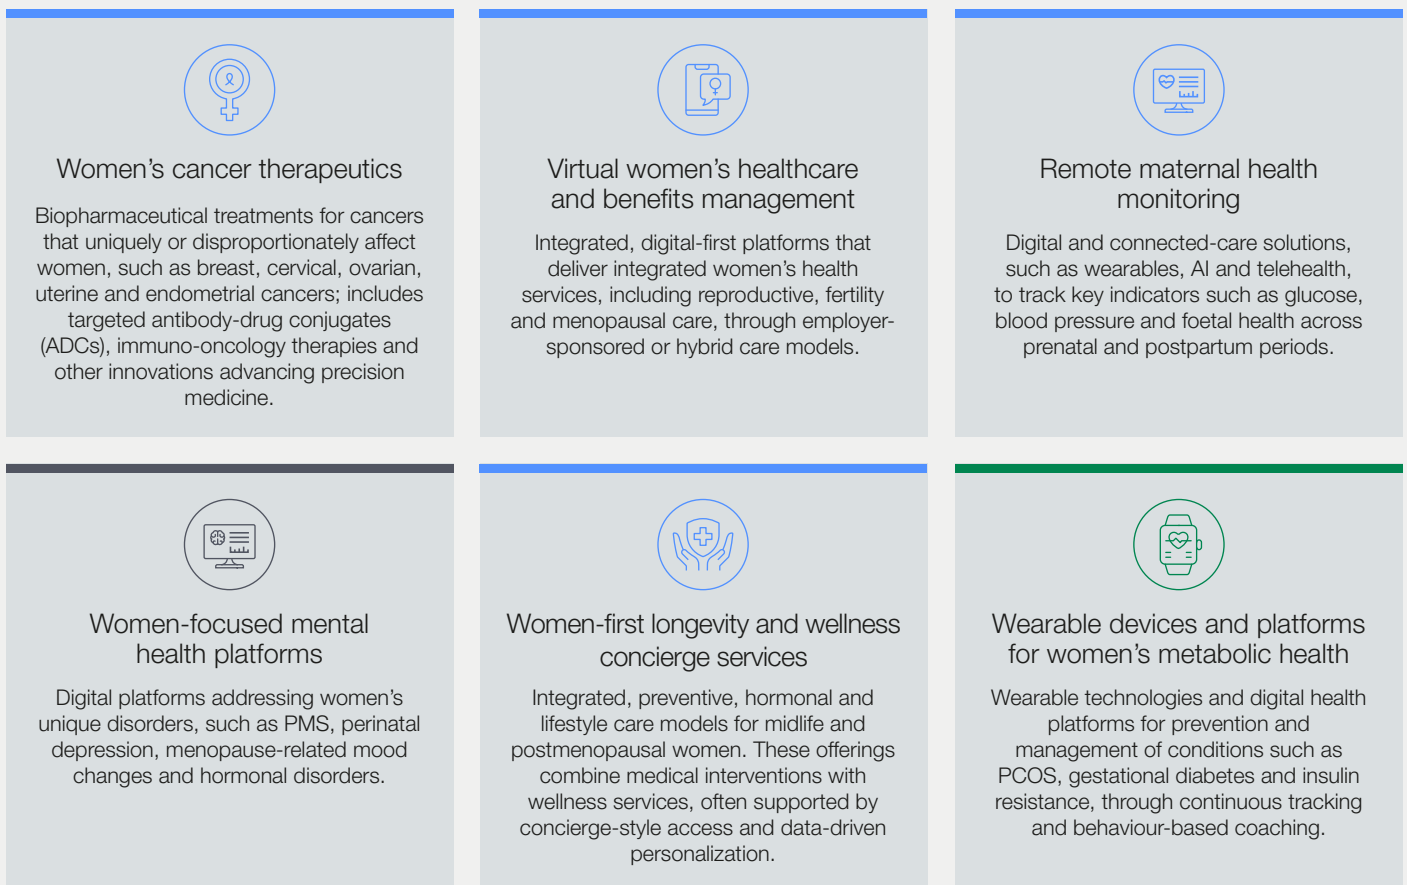 Women’s cancer therapeutics
Biopharmaceutical treatments for cancers
that uniquely or disproportionately affect
women, such as breast, cervical, ovarian,
uterine and endometrial cancers; includes
targeted antibody-drug conjugates
(ADCs), immuno-oncology therapies and
other innovations advancing precision
medicine.
Virtual women’s healthcare
and benefits management
Integrated, digital-first platforms that
deliver integrated women’s health
services, including reproductive, fertility
and menopausal care, through employer-
sponsored or hybrid care models.
Remote maternal health
monitoring
Digital and connected-care solutions,
such as wearables, AI and telehealth,
to track key indicators such as glucose,
blood pressure and foetal health across
prenatal and postpartum periods.
Women-focused mental
health platforms
Digital platforms addressing women’s
unique disorders, such as PMS, perinatal
depression, menopause-related mood
changes and hormonal disorders.
Women-first longevity and wellness
concierge services
Integrated, preventive, hormonal and
lifestyle care models for midlife and
postmenopausal women. These offerings
combine medical interventions with
wellness services, often supported by
concierge-style access and data-driven
personalization.
Wearable devices and platforms
for women’s metabolic health
Wearable technologies and digital health
platforms for prevention and
management of conditions such as
PCOS, gestational diabetes and insulin
resistance, through continuous tracking
and behaviour-based coaching.